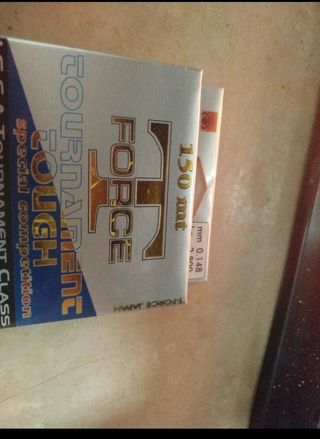 I.G.F.A TOURNAMENT CLASS
TOURNAMENT
TOUGH
special competition
T
FORCE
150 mt
T-FORCE JAPAN
mm 0.148